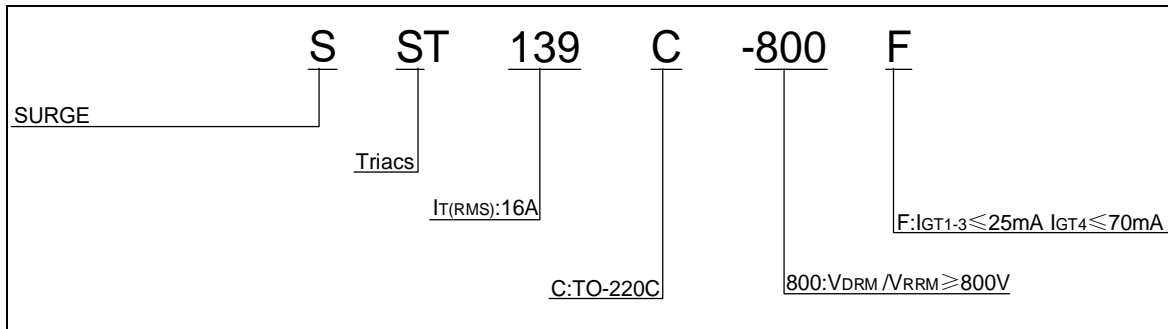 S ST 139 C -800 F
SURGE
Triacs
IT(RMS):16A
F:IGT1-3≤25mA IGT4≤70mA
C:TO-220C
800:VDRM /VRRM≥800V